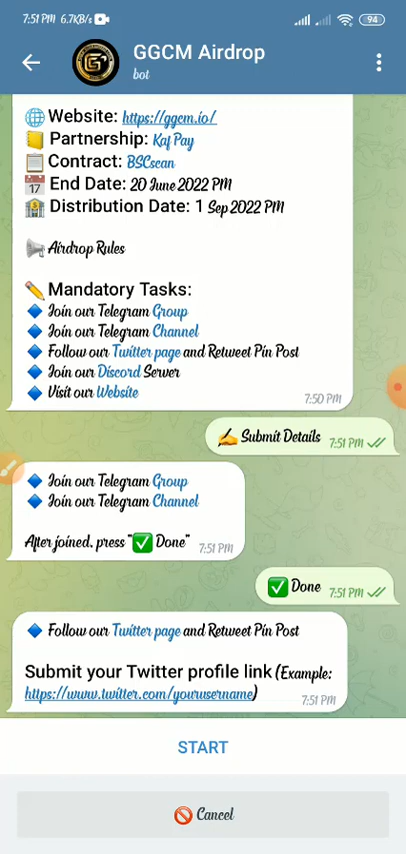 7:51 PM 6.7KB/s
94
GGCM Airdrop
bot
Website: https://ggcm.io/
Partnership: Kaf Pay
Contract: BSCscan
End Date: 20 June 2022 PM
Distribution Date: 1 Sep 2022 PM
Airdrop Rules
Mandatory Tasks:
Join our Telegram Group
Join our Telegram Channel
Follow our Twitter page and Retweet Pin Post
Join our Discord Server
Visit our Website
7:50 PM
Submit Details 7:51 PM
Join our Telegram Group
Join our Telegram Channel
After joined, press "✅ Done" 7:51 PM
Done 7:51 PM
Follow our Twitter page and Retweet Pin Post
Submit your Twitter profile link (Example:
https://www.twitter.com/yourusername) 7:51 PM
START
Cancel